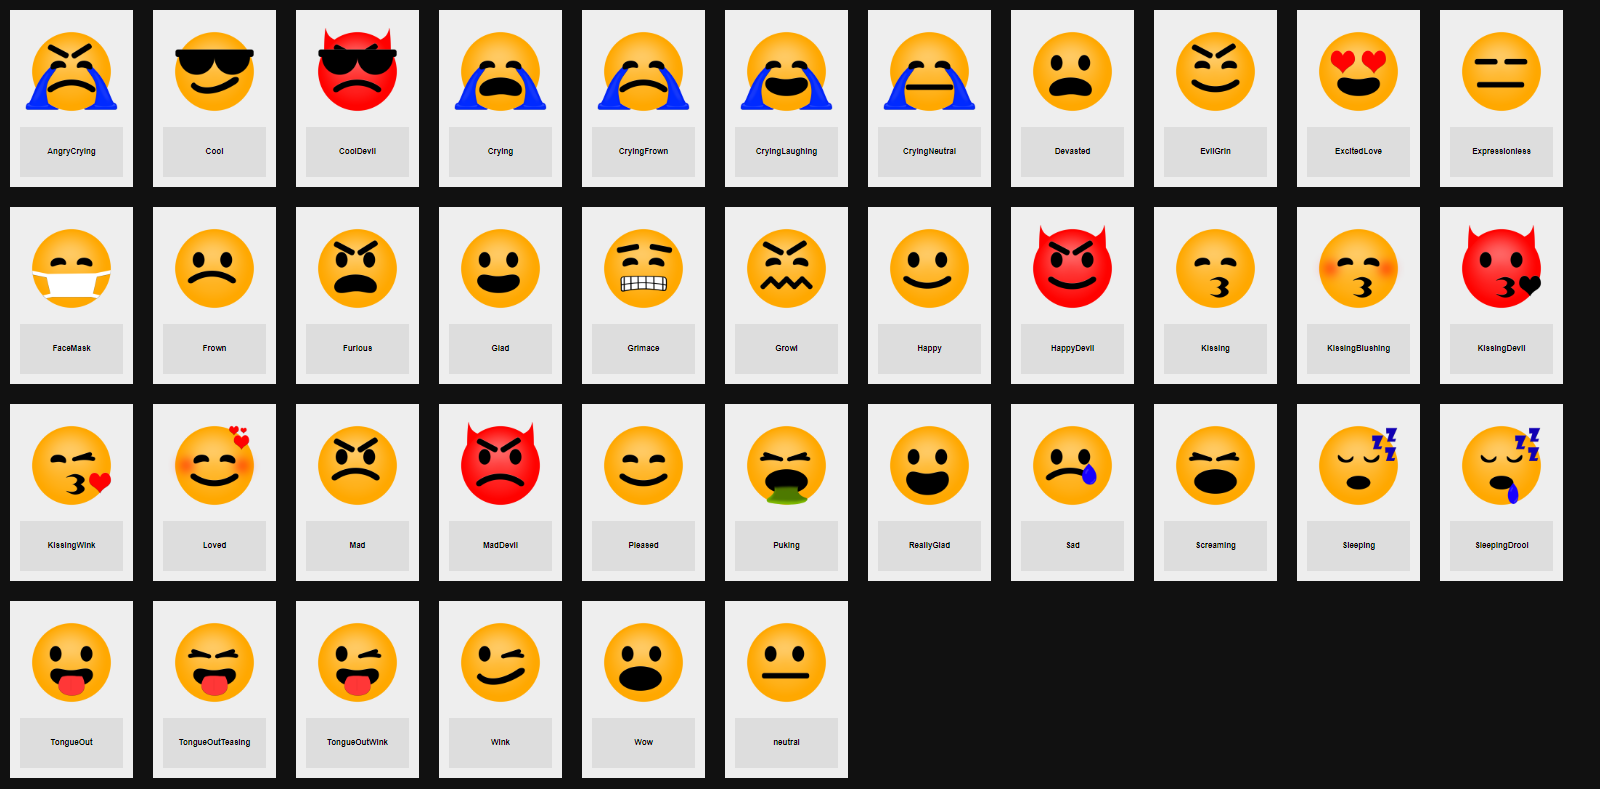 AngryCrying
Cool
CoolDevil
Crying
CryingFrown
CryingLaughing
CryingNeutral
Devasted
EvilGrin
ExcitedLove
Expressionless
FaceMask
Frown
Furious
Glad
Grimace
Growl
Happy
HappyDevil
Kissing
KissingBlushing
KissingDevil
KissingWink
Loved
Mad
MadDevil
Pleased
Puking
ReallyGlad
Sad
Screaming
Z Z Z
Sleeping
Z Z Z
SleepingDrool
TongueOut
TongueOutTeasing
TongueOutWink
Wink
Wow
neutral